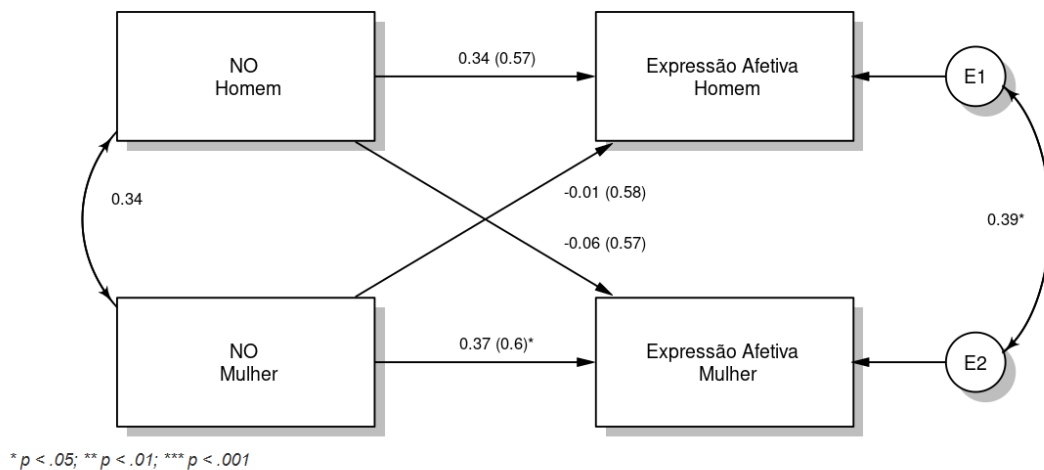 NO
Homem
0.34 (0.57)
Expressão Afetiva
Homem
E1
0.34
-0.01 (0.58)
-0.06 (0.57)
0.39*
NO
Mulher
0.37 (0.6)*
Expressão Afetiva
Mulher
E2
* p < .05; ** p < .01; *** p < .001